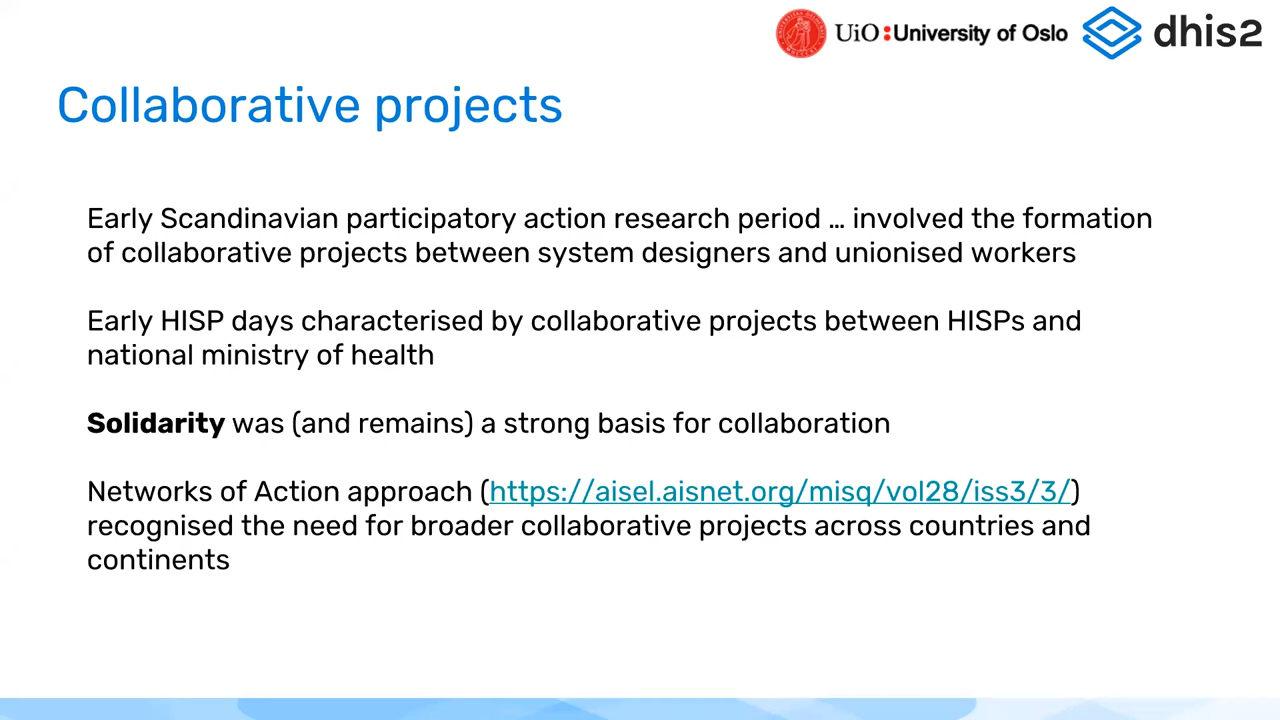 UiO:University of Oslo
dhis2
Collaborative projects
Early Scandinavian participatory action research period … involved the formation
of collaborative projects between system designers and unionised workers
Early HISP days characterised by collaborative projects between HISPs and
national ministry of health
Solidarity was (and remains) a strong basis for collaboration
Networks of Action approach (https://aisel.aisnet.org/misq/vol28/iss3/3/)
recognised the need for broader collaborative projects across countries and
continents